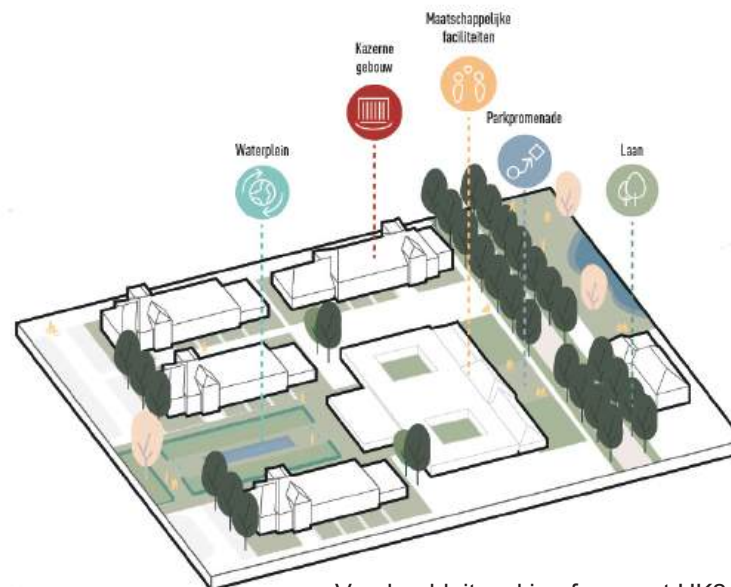 Maatschappelijke
faciliteiten
Kazerne
gebouw
Parkpromenade
Waterplein
Laan